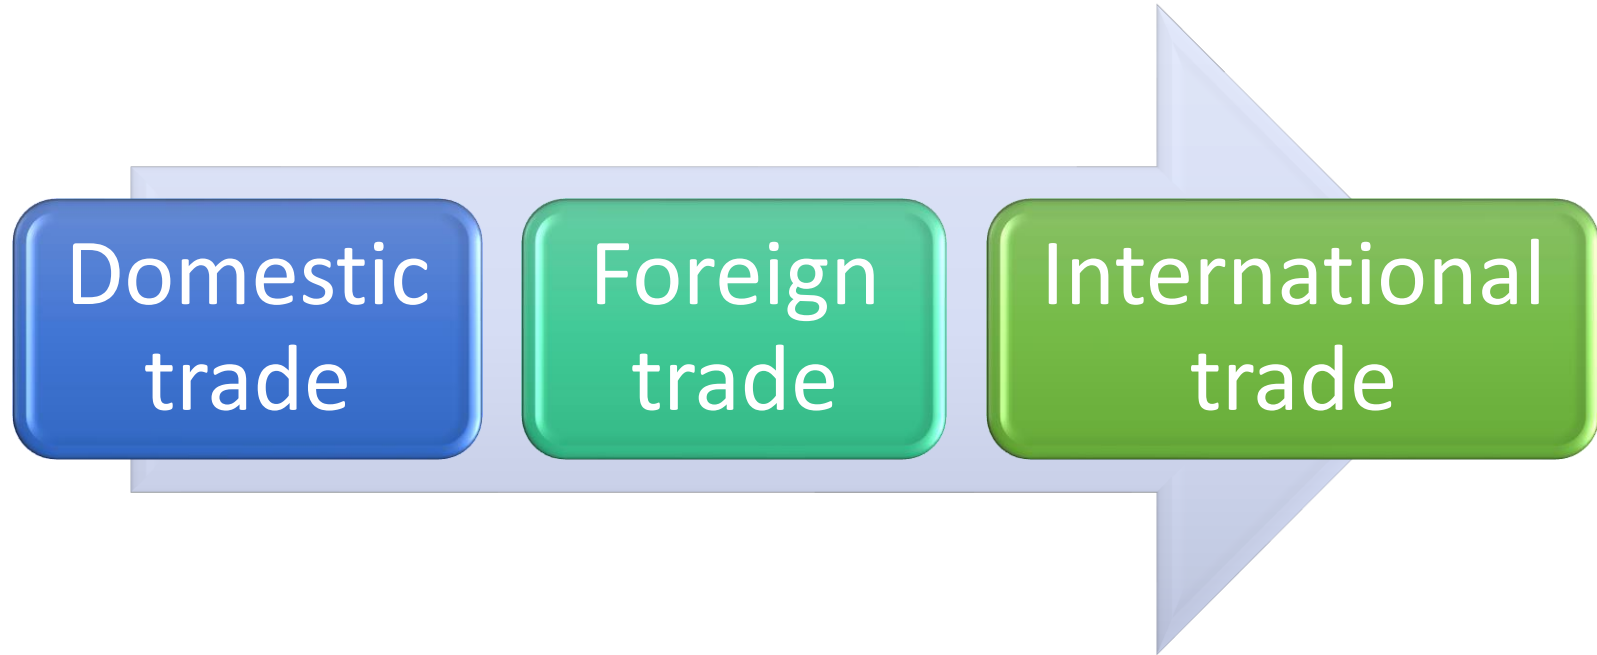 Domestic
trade
Foreign
trade
International
trade